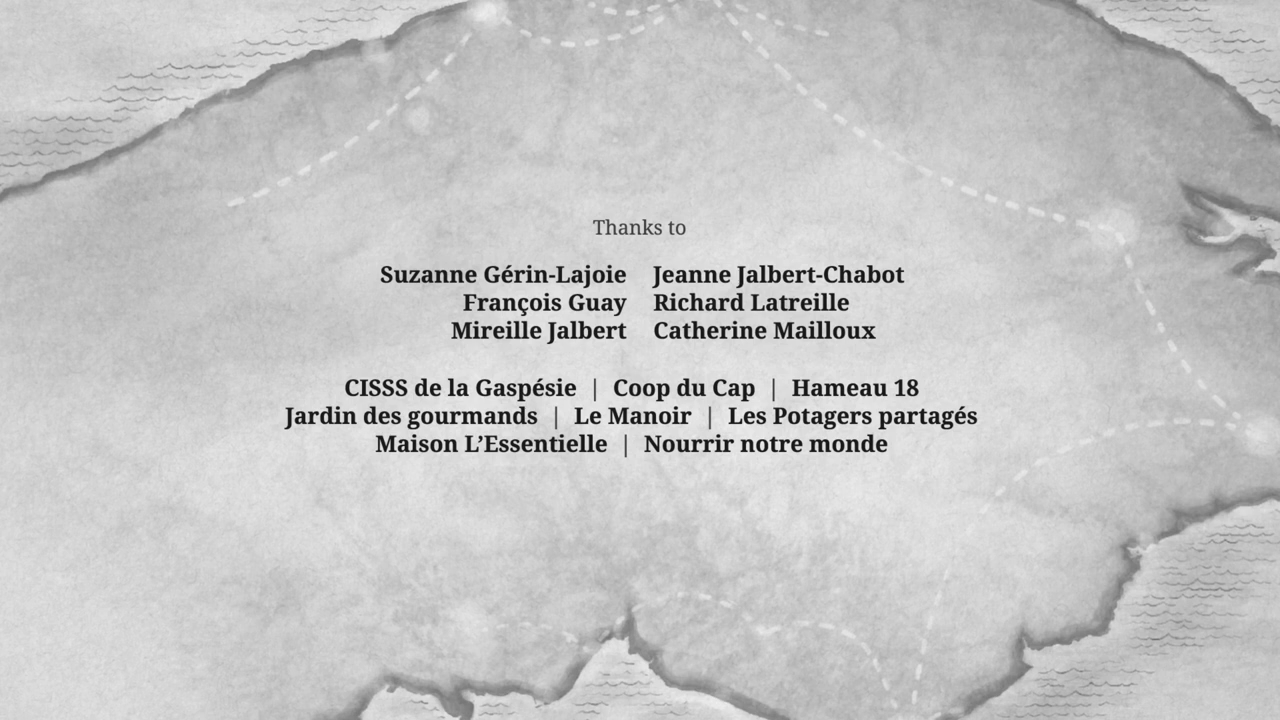 Thanks to
Suzanne Gérin-Lajoie Jeanne Jalbert-Chabot
François Guay Richard Latreille
Mireille Jalbert Catherine Mailloux
CISSS de la Gaspésie | Coop du Cap | Hameau 18
Jardin des gourmands | Le Manoir | Les Potagers partagés
Maison L’Essentielle | Nourrir notre monde